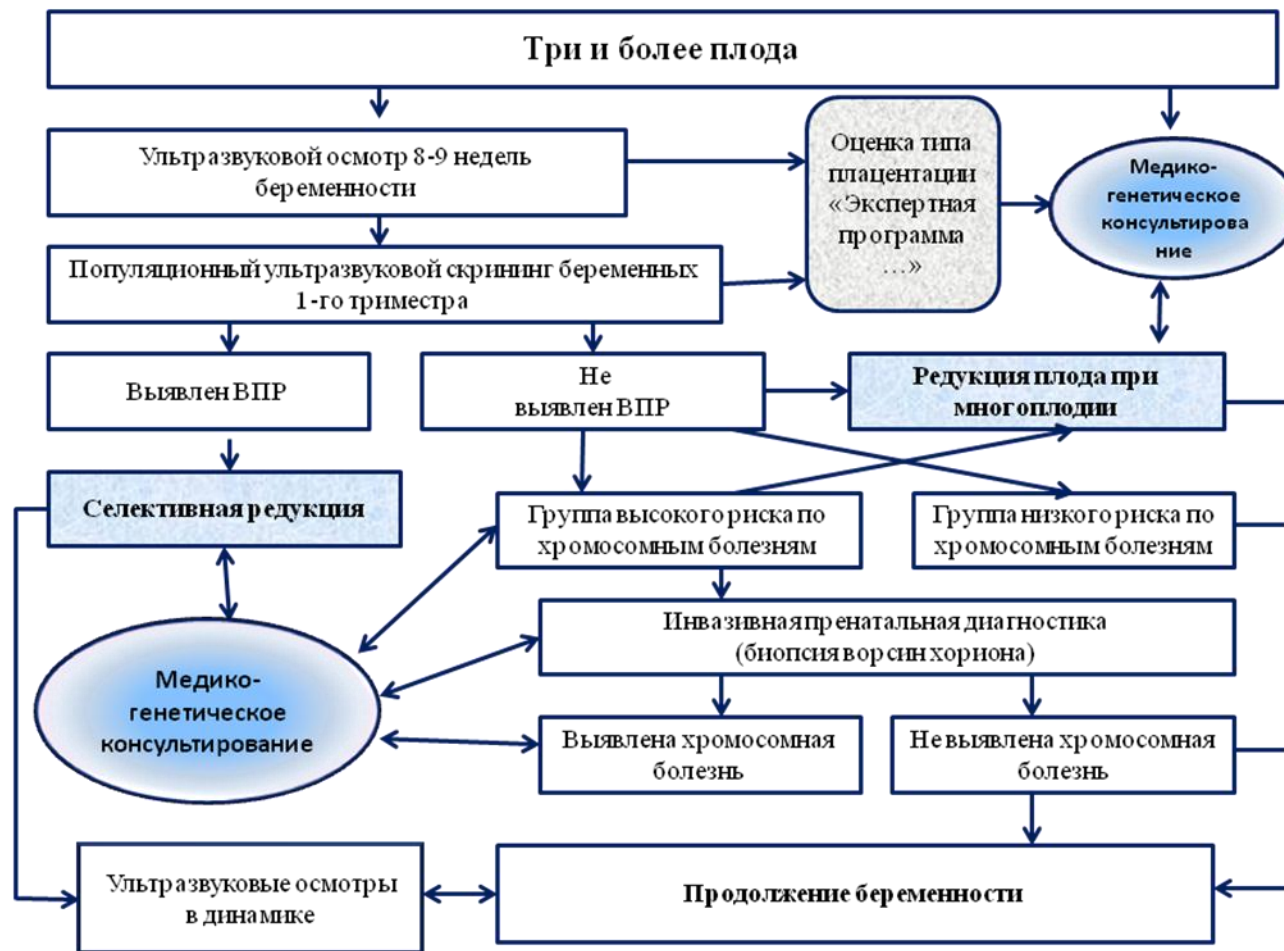 Три и более плода
Ультразвуковой осмотр 8-9 недель
беременности
Оценка типа
плацентации
«Экспертная
программа
…»
Медико-
генетическое
консультирова
ние
Популяционный ультразвуковой скрининг беременных
1-го триместра
Выявлен ВПР
Не
выявлен ВПР
Редукция плода при
многоплодии
Селективная редукция
Группа высокого риска по
хромосомным болезням
Группа низкого риска по
хромосомным болезням
Инвазивная пренатальная диагностика
(биопсия ворсин хориона)
Медико-
генетическое
консультирование
Выявлена хромосомная
болезнь
Не выявлена хромосомная
болезнь
Ультразвуковые осмотры
в динамике
Продолжение беременности